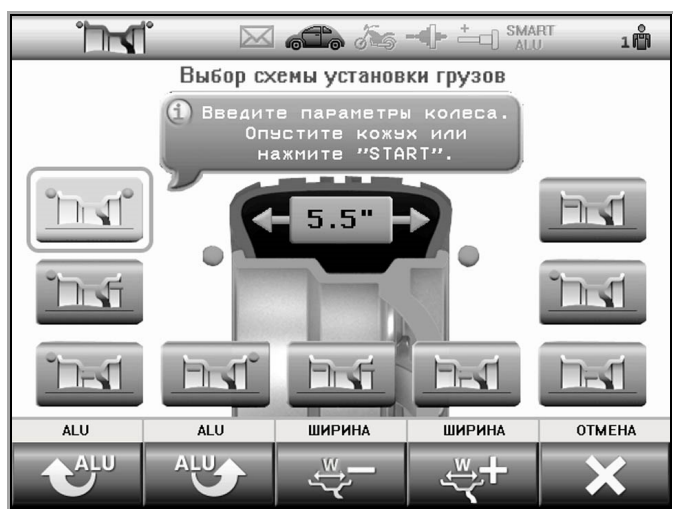 SMART
ALU
1
Выбор схемы установки грузов
Введите параметры колеса.
Опустите кожух или
нажмите "START".
5.5"
ALU
ALU
ШИРИНА
ШИРИНА
ОТМЕНА
ALU
ALU
W
W